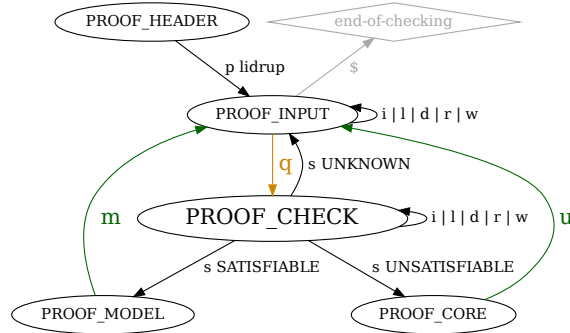 PROOF_HEADER
end-of-checking
p lidrup
$
PROOF_INPUT
i | l | d | r | w
q
s UNKNOWN
m
PROOF_CHECK
i | l | d | r | w
u
s SATISFIABLE
s UNSATISFIABLE
PROOF_MODEL
PROOF_CORE